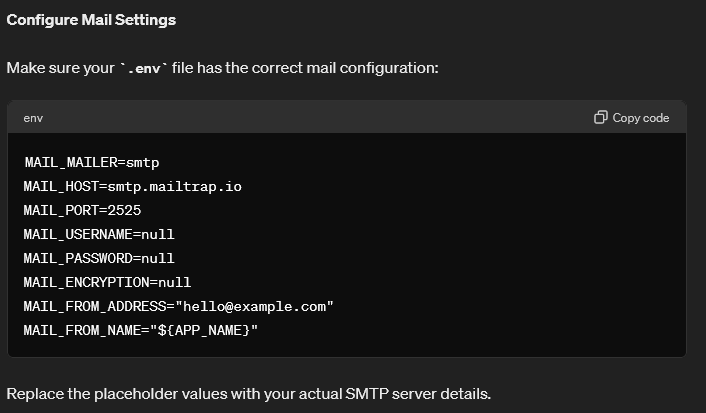 Configure Mail Settings
Make sure your `.env` file has the correct mail configuration:
env
Copy code
MAIL_MAILER=smtp
MAIL_HOST=smtp.mailtrap.io
MAIL_PORT=2525
MAIL_USERNAME=null
MAIL_PASSWORD=null
MAIL_ENCRYPTION=null
MAIL_FROM_ADDRESS="hello@example.com"
MAIL_FROM_NAME="${APP_NAME}"
Replace the placeholder values with your actual SMTP server details.